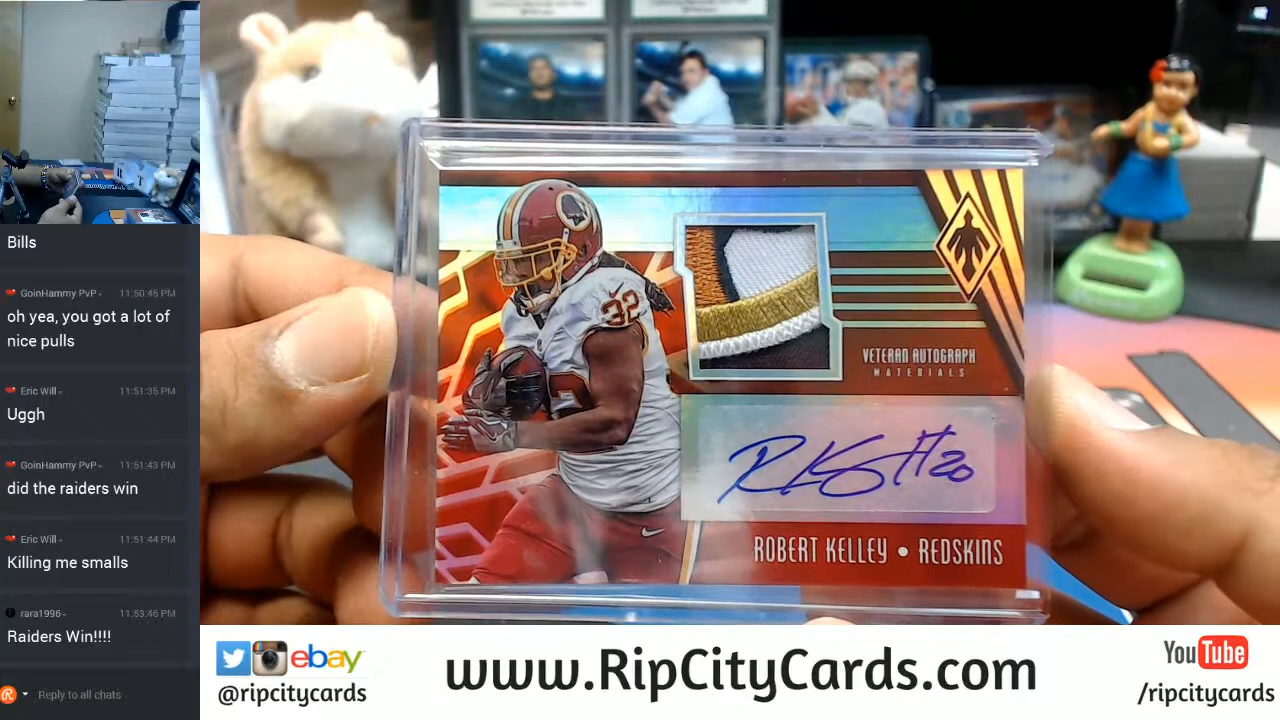 Bills
GoinHammy PvP 11:50:45 PM
oh yea, you got a lot of
nice pulls
Eric Will 11:51:35 PM
Uggh
GoinHammy PvP 11:51:43 PM
did the raiders win
Eric Will 11:51:44 PM
Killing me smalls
rara1996 11:53:46 PM
Raiders Win!!!!
Reply to all chats
32
VETERAN AUTOGRAPH
MATERIALS
R K #20
ROBERT KELLEY • REDSKINS
ebay
@ripcitycards
www.RipCityCards.com
YouTube
/ripcitycards